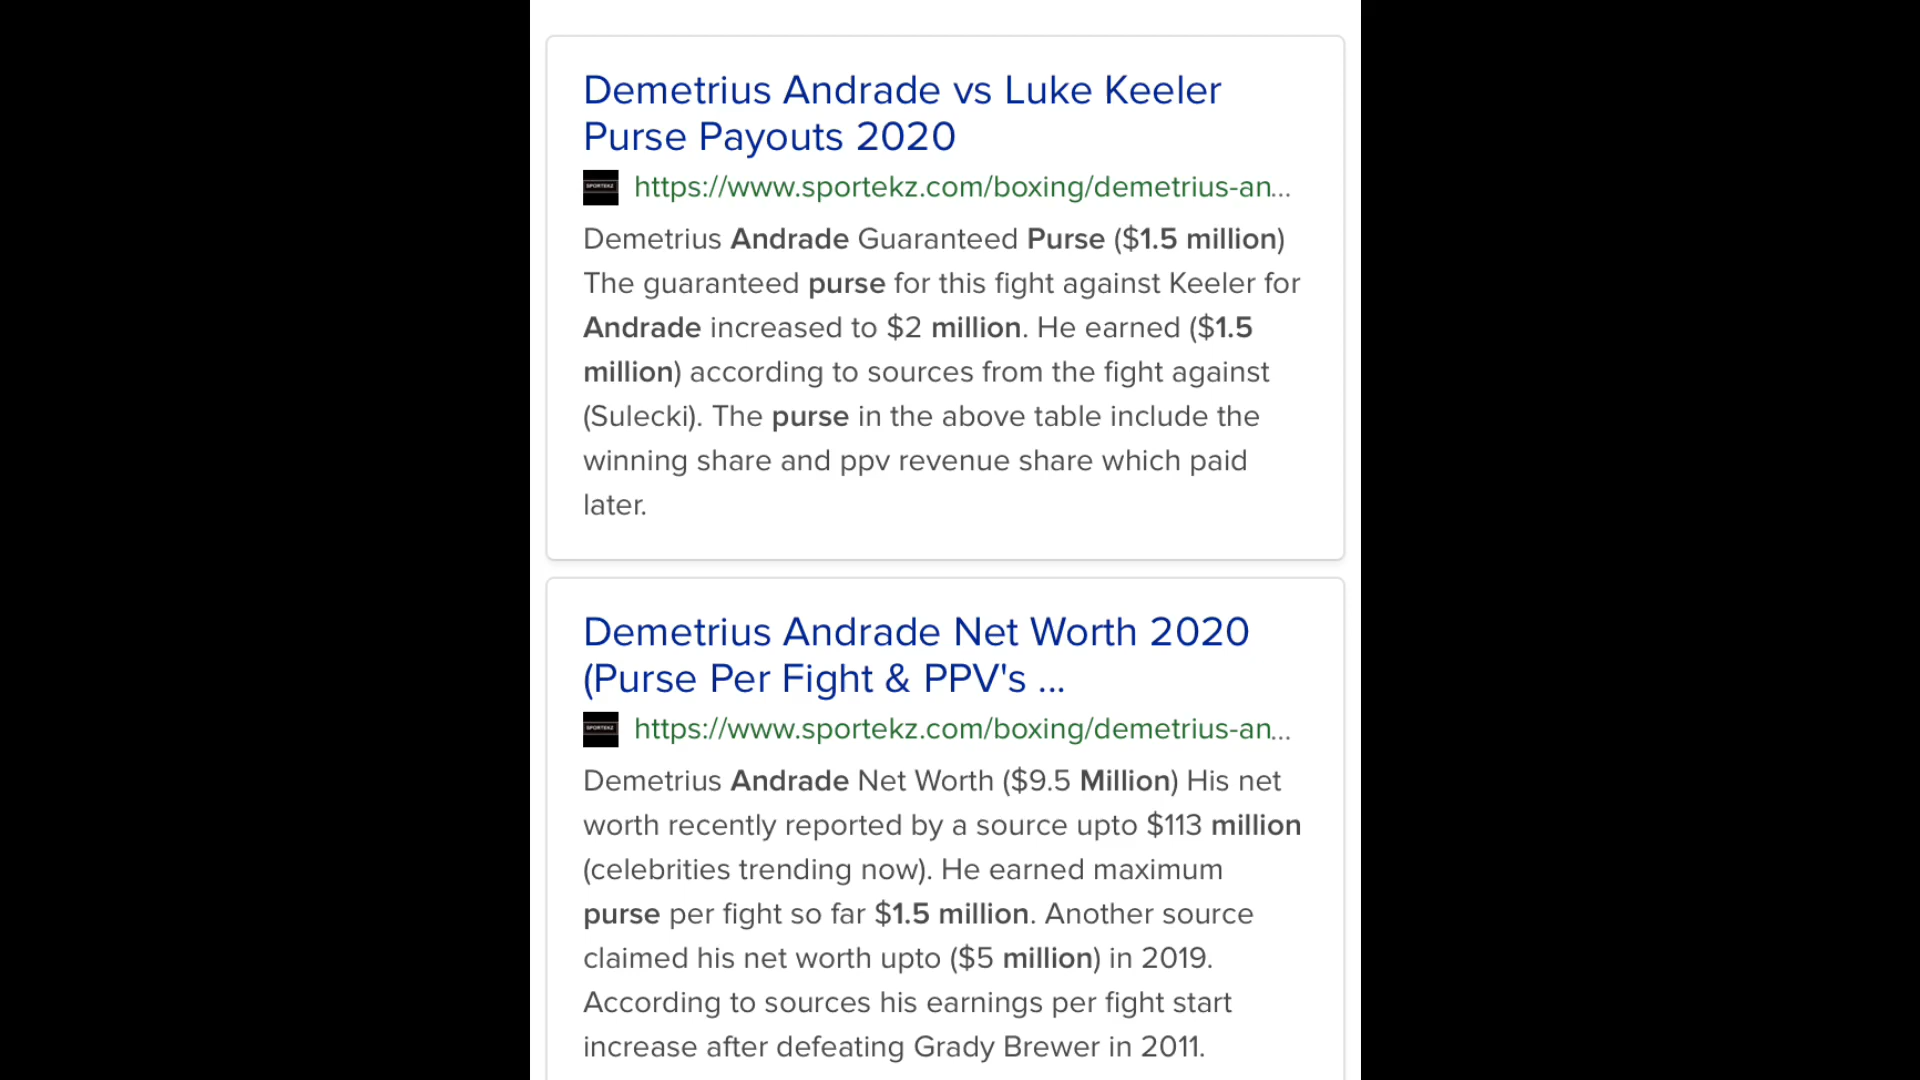 Demetrius Andrade vs Luke Keeler
Purse Payouts 2020
SPORTEKZ
https://www.sportekz.com/boxing/demetrius-an...
Demetrius Andrade Guaranteed Purse ($1.5 million)
The guaranteed purse for this fight against Keeler for
Andrade increased to $2 million. He earned ($1.5
million) according to sources from the fight against
(Sulecki). The purse in the above table include the
winning share and ppv revenue share which paid
later.
Demetrius Andrade Net Worth 2020
(Purse Per Fight & PPV's ...
SPORTEKZ
https://www.sportekz.com/boxing/demetrius-an...
Demetrius Andrade Net Worth ($9.5 Million) His net
worth recently reported by a source upto $113 million
(celebrities trending now). He earned maximum
purse per fight so far $1.5 million. Another source
claimed his net worth upto ($5 million) in 2019.
According to sources his earnings per fight start
increase after defeating Grady Brewer in 2011.